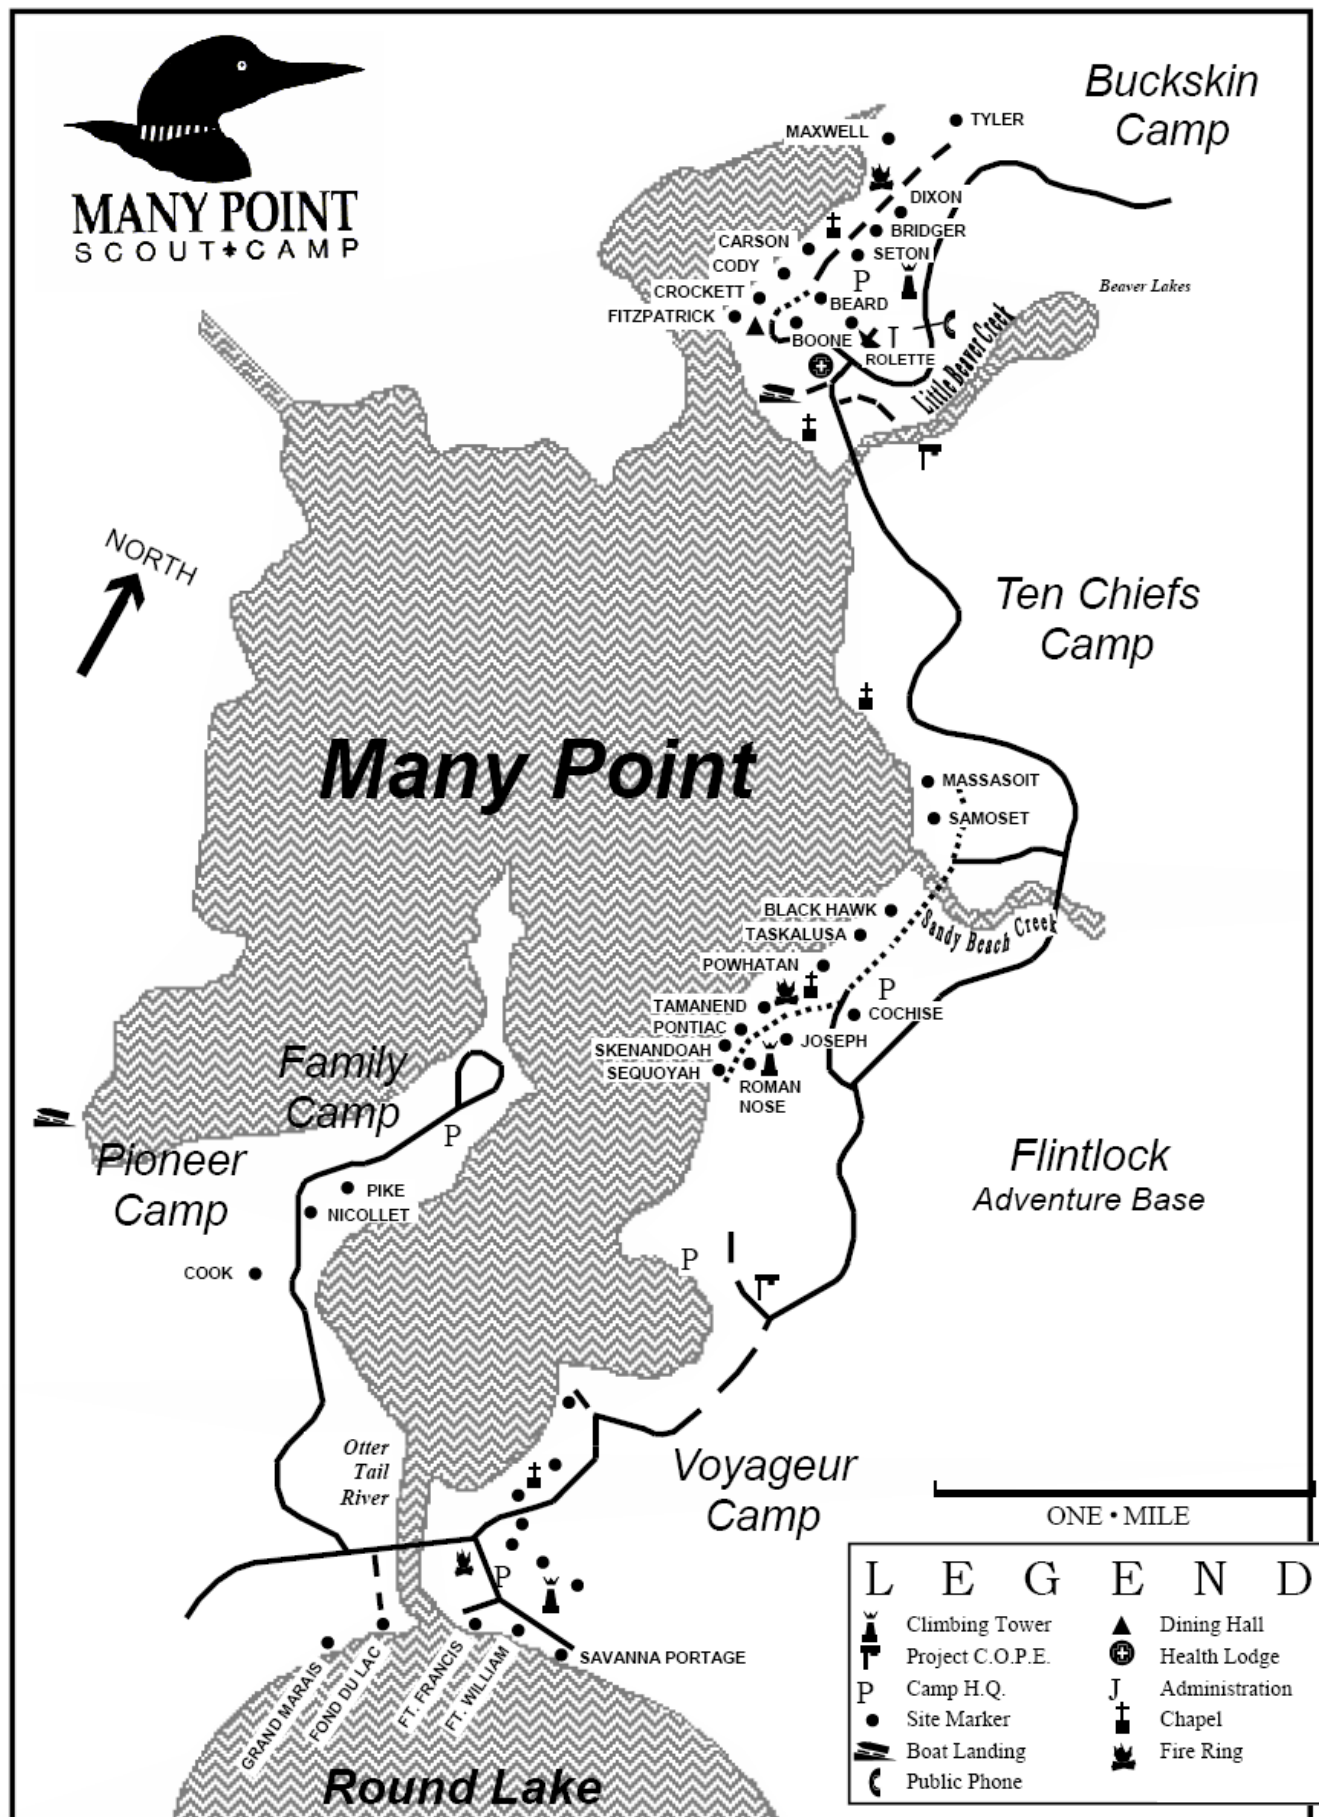 MANY POINT
SCOUT CAMP
Buckskin
Camp
MAXWELL
TYLER
DIXON
BRIDGER
CARSON
SETON
CODY
P
CROCKETT
BEARD
FITZPATRICK
BOONE
J
ROLETTE
Beaver Lakes
Little Beaver Creek
NORTH
Ten Chiefs
Camp
Many Point
MASSASOIT
SAMOSET
BLACK HAWK
TASKALUSA
Sandy Beach Creek
POWHATAN
P
TAMANEND
COCHISE
PONTIAC
JOSEPH
SKENANDOAH
SEQUOYAH
ROMAN
NOSE
Family
Camp
P
Pioneer
Camp
PIKE
NICOLLET
COOK
Flintlock
Adventure Base
P
Otter
Tail
River
Voyageur
Camp
P
ONE • MILE
SAVANNA PORTAGE
GRAND MARAIS
FOND DU LAC
FT. FRANCIS
FT. WILLIAM
Round Lake
L E G E N D
Climbing Tower
Project C.O.P.E.
P Camp H.Q.
Site Marker
Boat Landing
Public Phone
Dining Hall
Health Lodge
J Administration
Chapel
Fire Ring